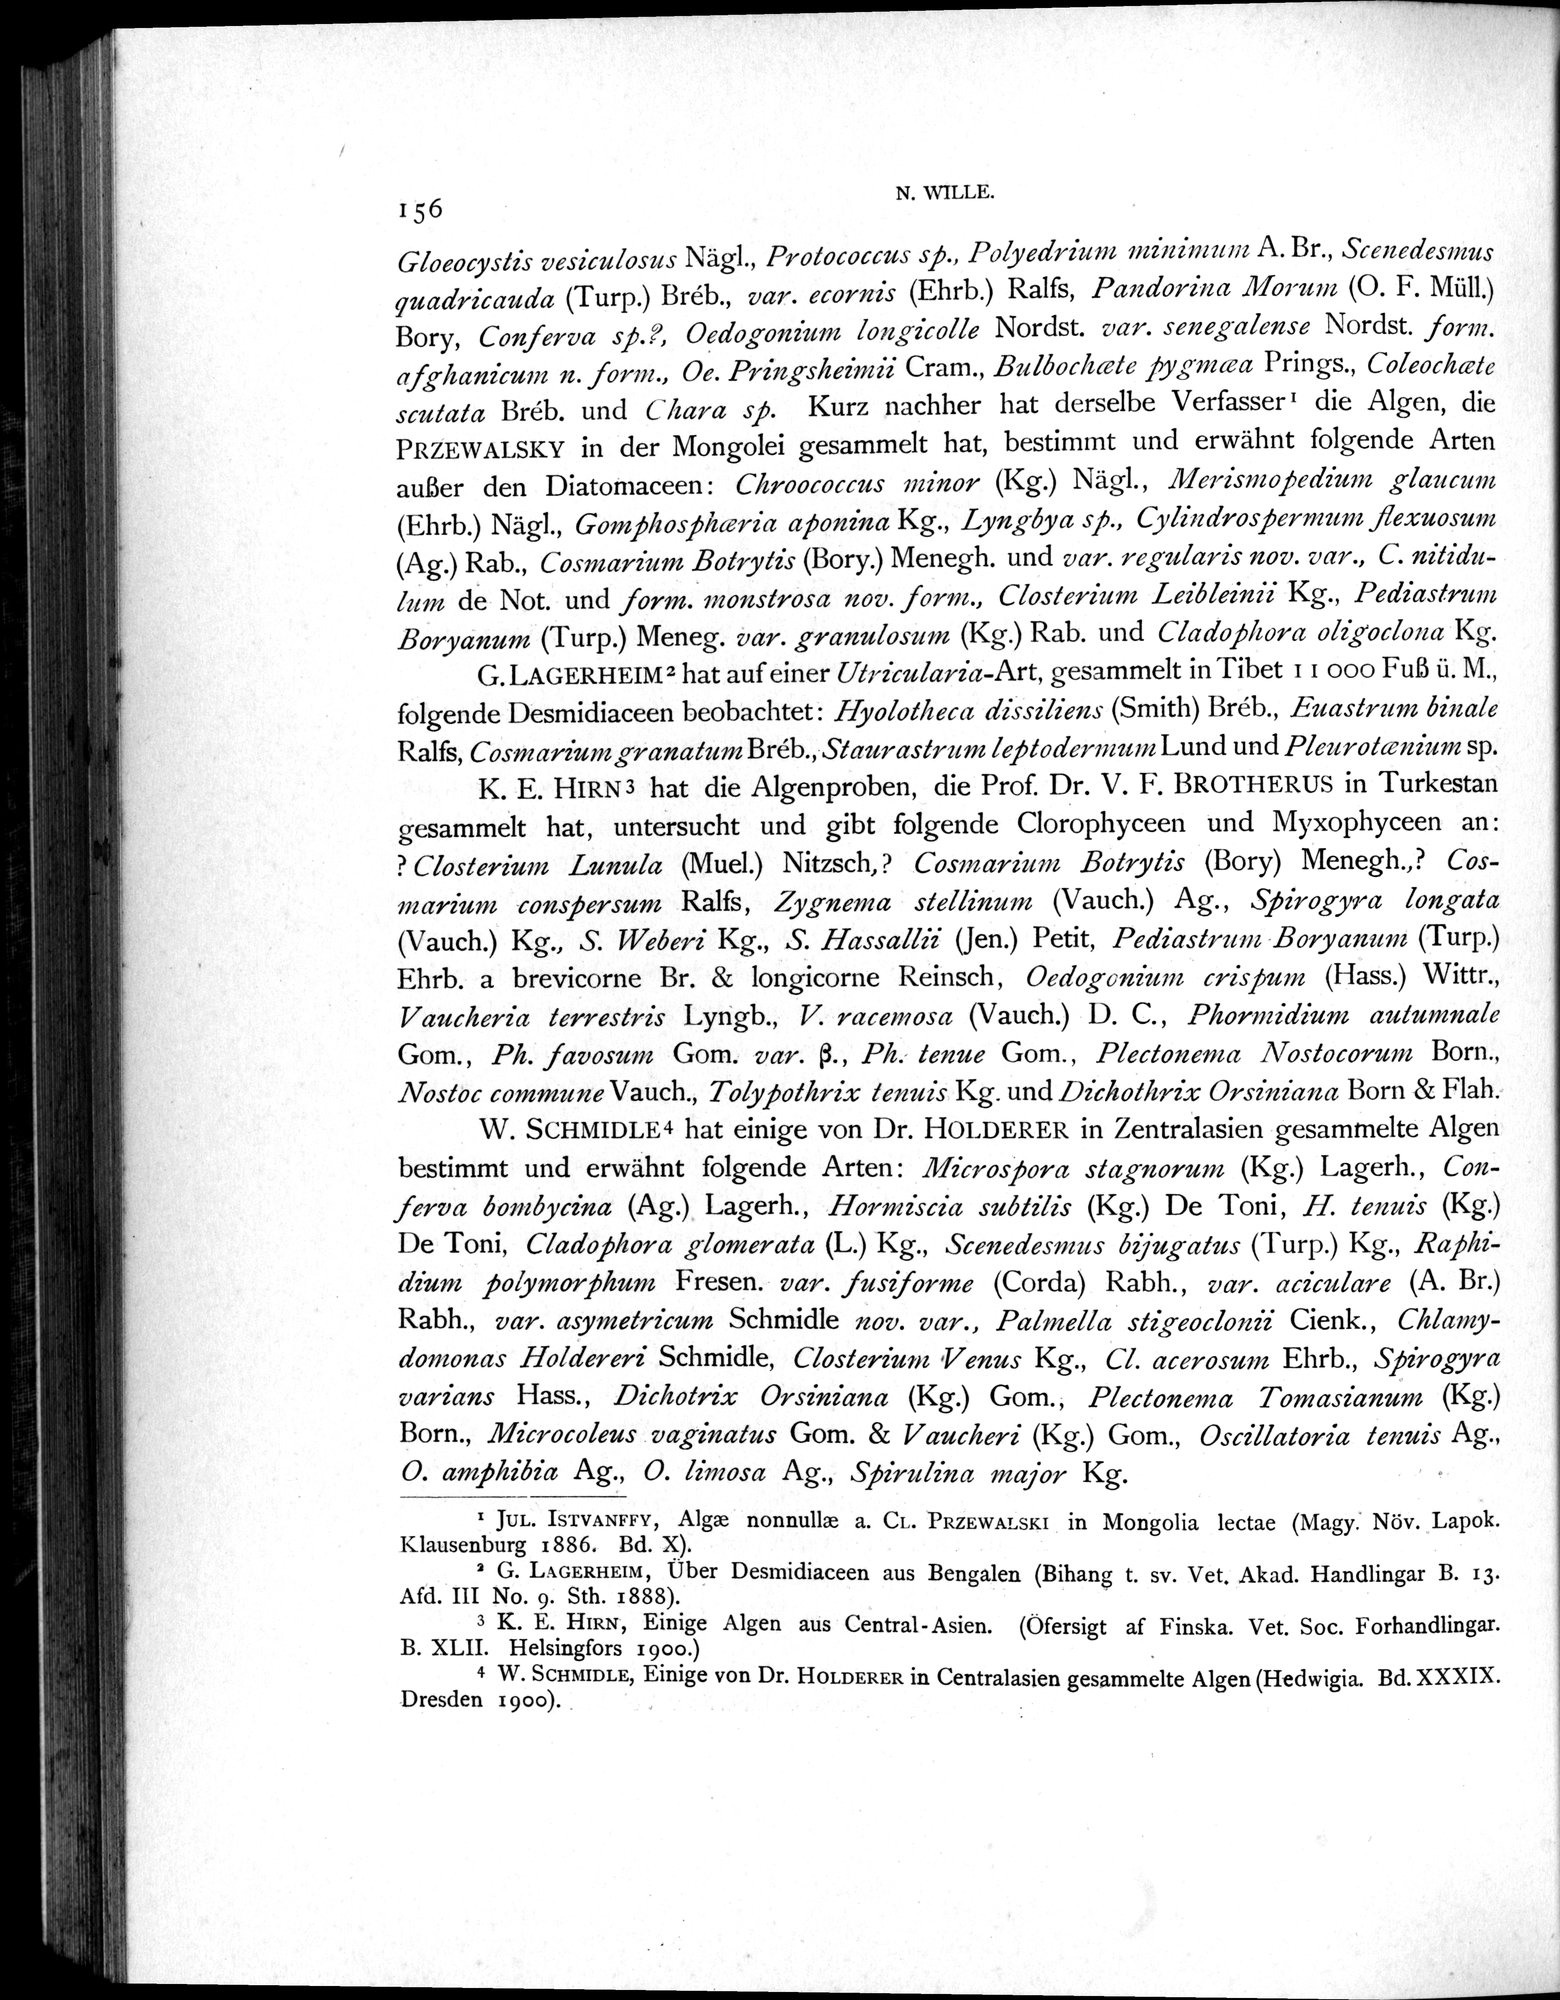 156
N. WILLE.
Gloeocystis vesiculosus Nägl., Protococcus sp., Polyedrium minimum A. Br., Scenedesmus
quadricauda (Turp.) Bréb., var. ecornis (Ehrb.) Ralfs, Pandorina Morum (O. F. Müll.)
Bory, Conferva sp.?, Oedogonium longicolle Nordst. var. senegalense Nordst. form.
afghanicum n. form., Oe. Pringsheimii Cram., Bulbochæte pygmæa Prings., Coleochæte
scutata Bréb. und Chara sp. Kurz nachher hat derselbe Verfasser¹ die Algen, die
PRZEWALSKY in der Mongolei gesammelt hat, bestimmt und erwähnt folgende Arten
außer den Diatomaceen: Chroococcus minor (Kg.) Nägl., Merismopedium glaucum
(Ehrb.) Nägl., Gomphosphæria aponina Kg., Lyngbya sp., Cylindrospermum flexuosum
(Ag.) Rab., Cosmarium Botrytis (Bory.) Menegh. und var. regularis nov. var., C. nitidu-
lum de Not. und form. monstrosa nov. form., Closterium Leibleinii Kg., Pediastrum
Boryanum (Turp.) Meneg. var. granulosum (Kg.) Rab. und Cladophora oligoclona Kg.
G. LAGERHEIM² hat auf einer Utricularia-Art, gesammelt in Tibet 11 000 Fuß ü. M.,
folgende Desmidiaceen beobachtet: Hyolotheca dissiliens (Smith) Bréb., Euastrum binale
Ralfs, Cosmarium granatum Bréb., Staurastrum leptodermum Lund und Pleurotænium sp.
K. E. HIRN³ hat die Algenproben, die Prof. Dr. V. F. BROTHERUS in Turkestan
gesammelt hat, untersucht und gibt folgende Clorophyceen und Myxophyceen an:
? Closterium Lunula (Muel.) Nitzsch,? Cosmarium Botrytis (Bory) Menegh.,? Cos-
marium conspersum Ralfs, Zygnema stellinum (Vauch.) Ag., Spirogyra longata
(Vauch.) Kg., S. Weberi Kg., S. Hassallii (Jen.) Petit, Pediastrum Boryanum (Turp.)
Ehrb. a brevicorne Br. & longicorne Reinsch, Oedogonium crispum (Hass.) Wittr.,
Vaucheria terrestris Lyngb., V. racemosa (Vauch.) D. C., Phormidium autumnale
Gom., Ph. favosum Gom. var. β., Ph. tenue Gom., Plectonema Nostocorum Born.,
Nostoc commune Vauch., Tolypothrix tenuis Kg. und Dichothrix Orsiniana Born & Flah.
W. SCHMIDLE⁴ hat einige von Dr. HOLDERER in Zentralasien gesammelte Algen
bestimmt und erwähnt folgende Arten: Microspora stagnorum (Kg.) Lagerh., Con-
ferva bombycina (Ag.) Lagerh., Hormiscia subtilis (Kg.) De Toni, H. tenuis (Kg.)
De Toni, Cladophora glomerata (L.) Kg., Scenedesmus bijugatus (Turp.) Kg., Raphi-
dium polymorphum Fresen. var. fusiforme (Corda) Rabh., var. aciculare (A. Br.)
Rabh., var. asymetricum Schmidle nov. var., Palmella stigeoclonii Cienk., Chlamy-
domonas Holdereri Schmidle, Closterium Venus Kg., Cl. acerosum Ehrb., Spirogyra
varians Hass., Dichotrix Orsiniana (Kg.) Gom., Plectonema Tomasianum (Kg.)
Born., Microcoleus vaginatus Gom. & Vaucheri (Kg.) Gom., Oscillatoria tenuis Ag.,
O. amphibia Ag., O. limosa Ag., Spirulina major Kg.
¹ JUL. ISTVANFFY, Algæ nonnullæ a. CL. PRZEWALSKI in Mongolia lectae (Magy. Növ. Lapok.
Klausenburg 1886. Bd. X).
² G. LAGERHEIM, Über Desmidiaceen aus Bengalen (Bihang t. sv. Vet. Akad. Handlingar B. 13.
Afd. III No. 9. Sth. 1888).
³ K. E. HIRN, Einige Algen aus Central-Asien. (Öfersigt af Finska. Vet. Soc. Forhandlingar.
B. XLII. Helsingfors 1900.)
⁴ W. SCHMIDLE, Einige von Dr. HOLDERER in Centralasien gesammelte Algen (Hedwigia. Bd. XXXIX.
Dresden 1900).